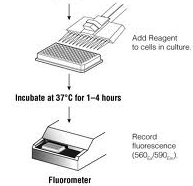 Add Reagent
to cells in culture.
Incubate at 37°C for 1–4 hours
Record
fluorescence
(560Ex/590Em).
Fluorometer